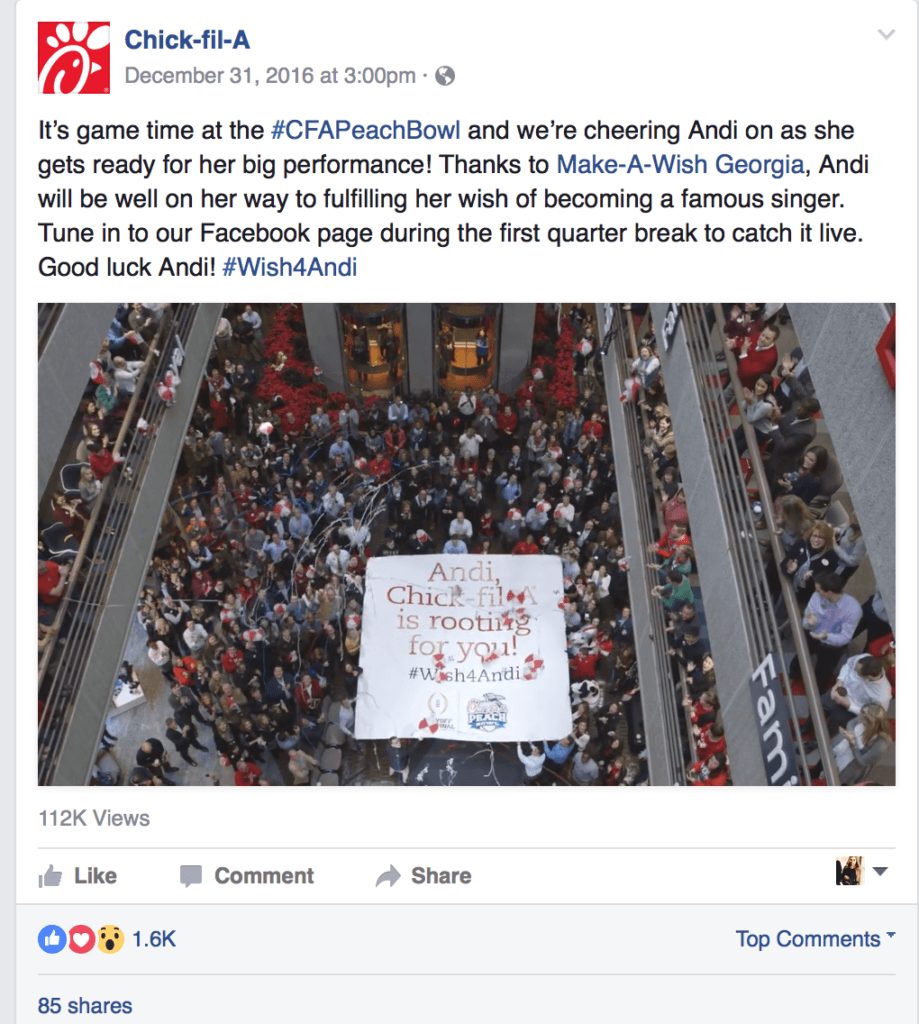 Chick-fil-A
December 31, 2016 at 3:00pm ·
It's game time at the #CFAPeachBowl and we're cheering Andi on as she
gets ready for her big performance! Thanks to Make-A-Wish Georgia, Andi
will be well on her way to fulfilling her wish of becoming a famous singer.
Tune in to our Facebook page during the first quarter break to catch it live.
Good luck Andi! #Wish4Andi
Andi,
Chick-fil-A
is rooting
for you!
#Wish4Andi
PEACH
BOWL
Fami
112K Views
Like Comment Share
1.6K Top Comments
85 shares